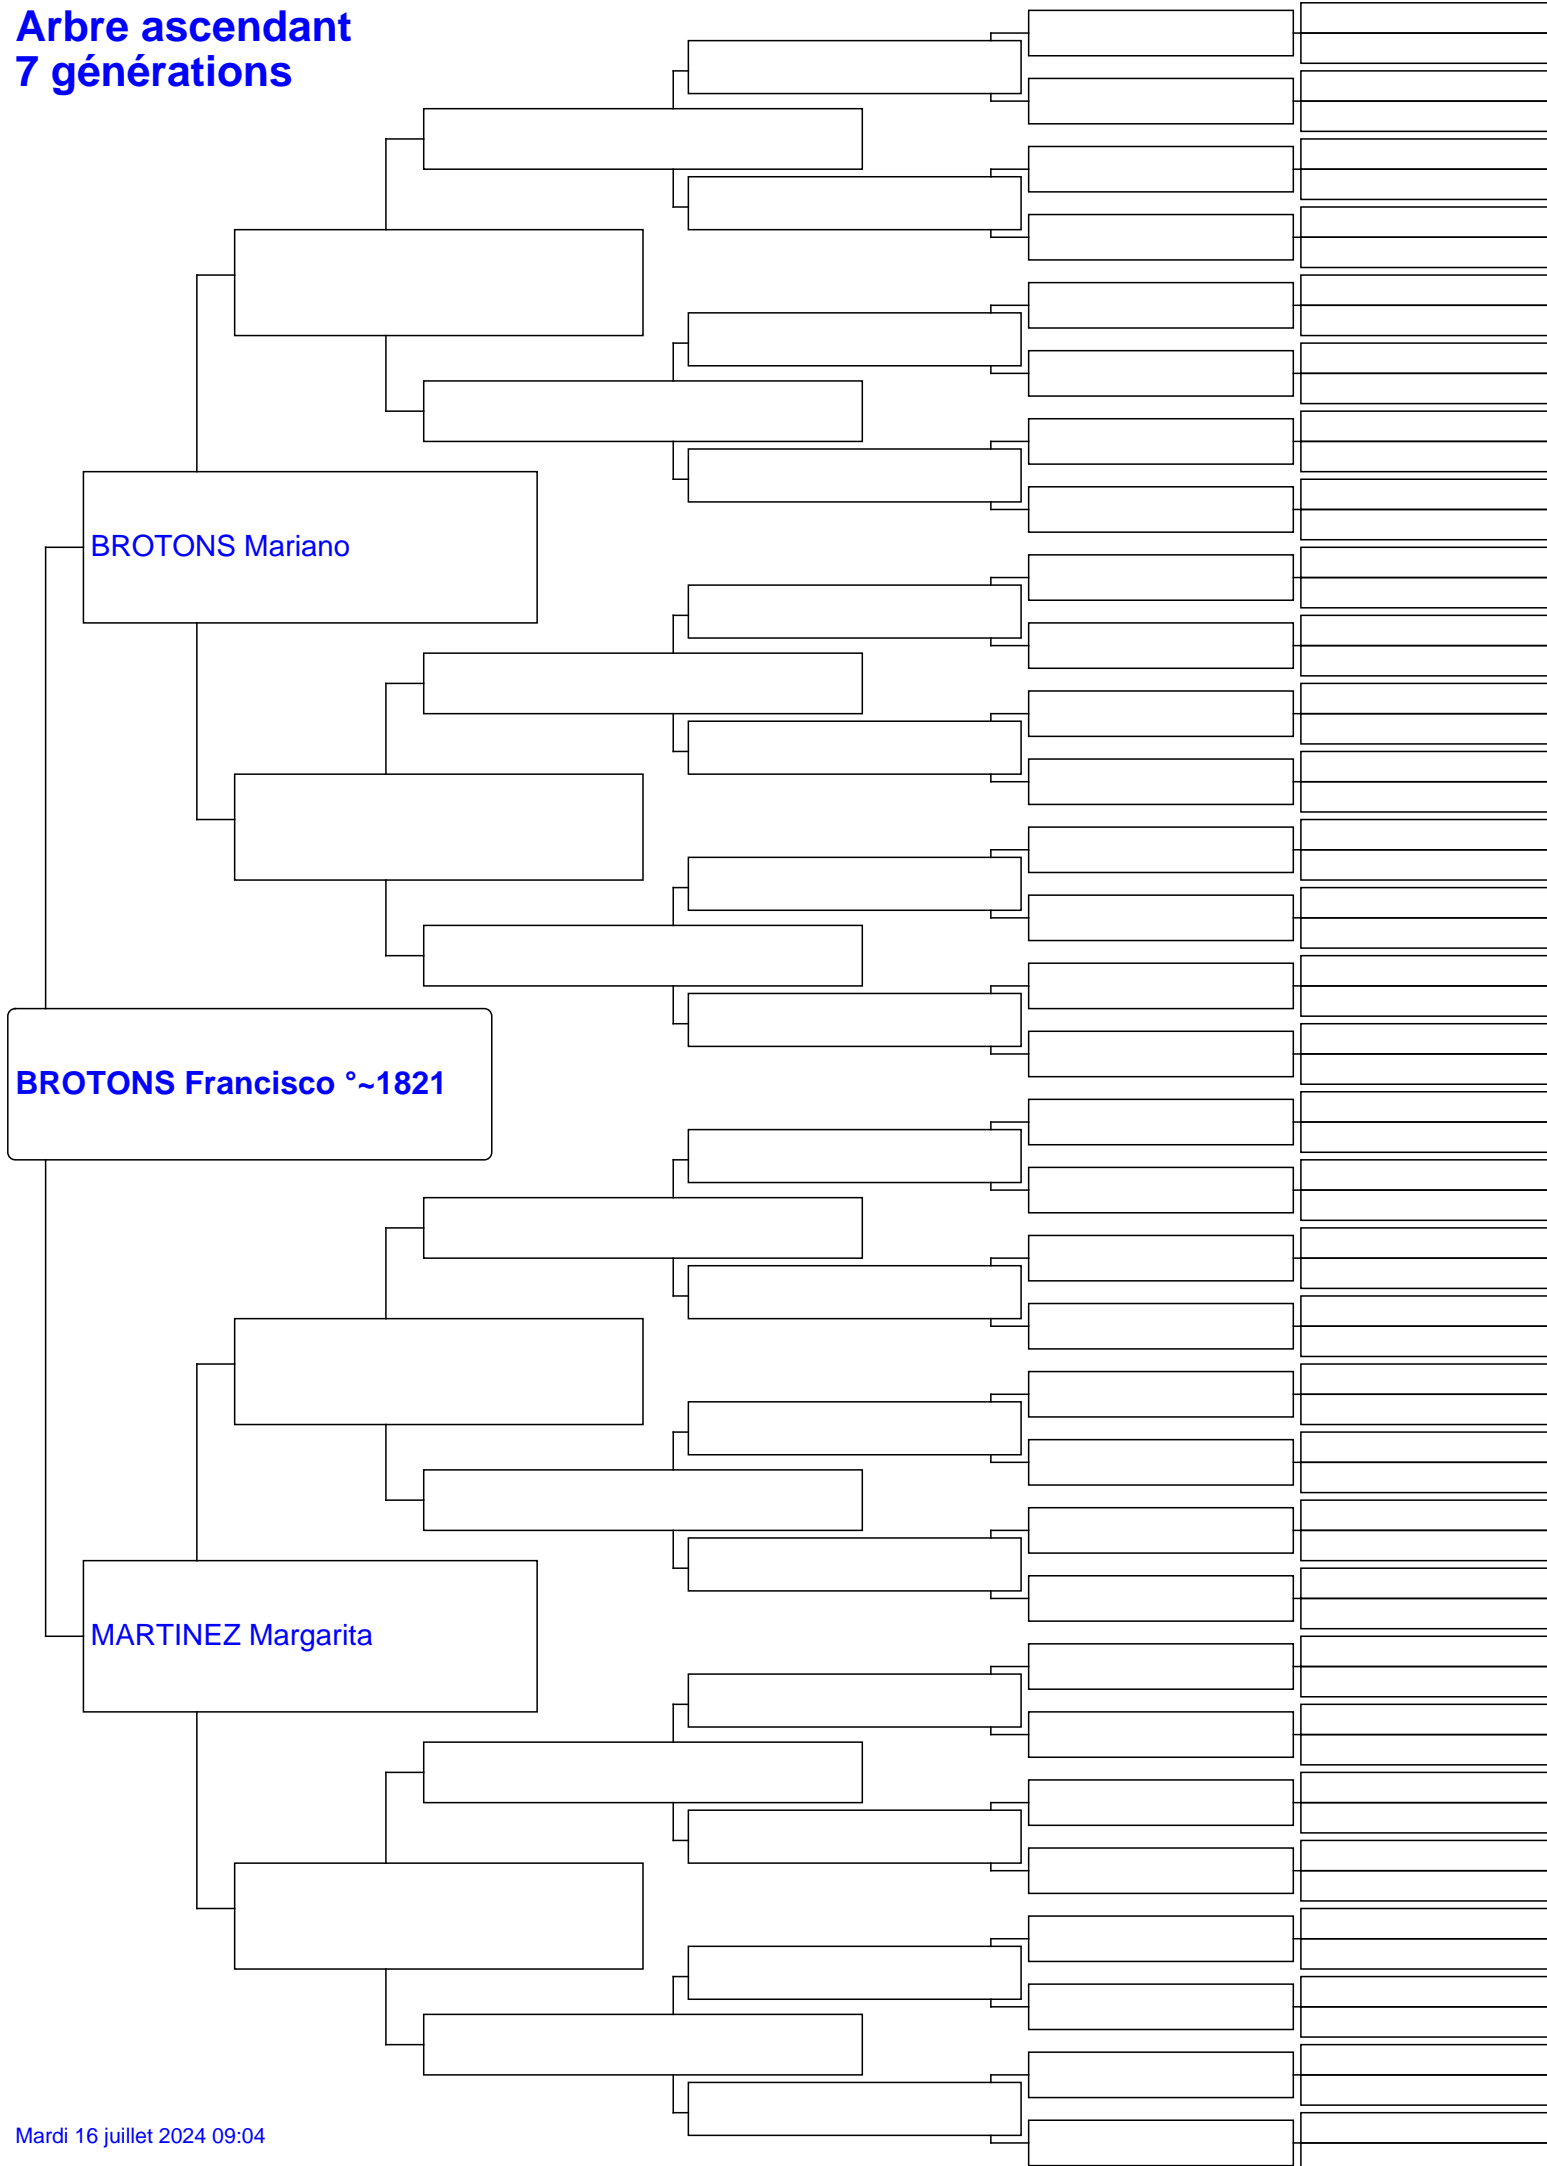 Arbre ascendant
7 générations
BROTONS Mariano
BROTONS Francisco °~1821
MARTINEZ Margarita
Mardi 16 juillet 2024 09:04